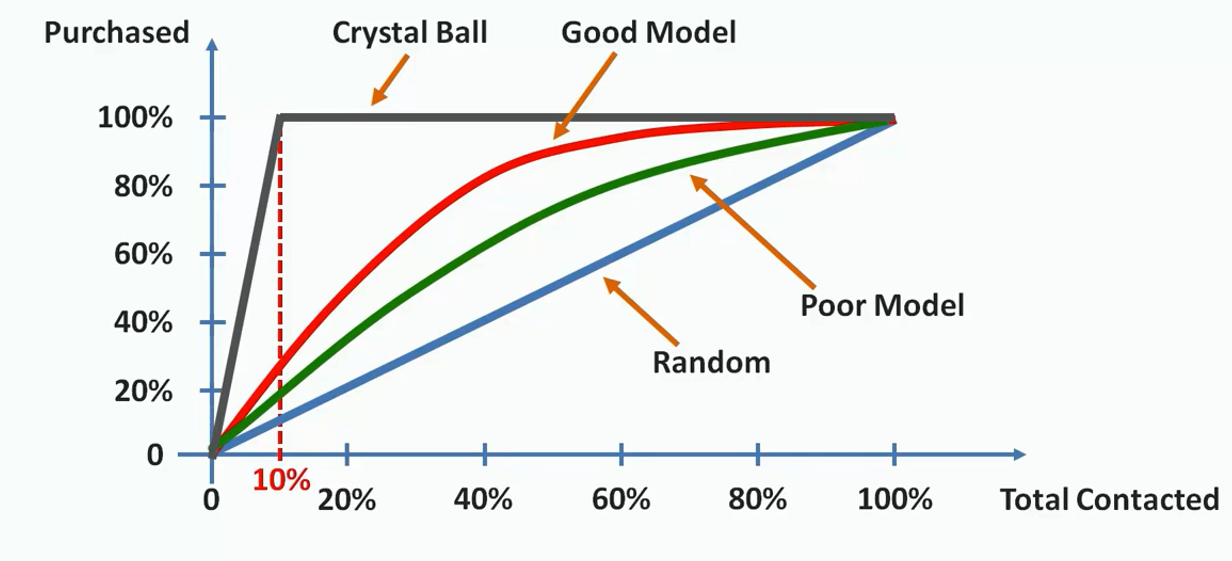 Purchased
Crystal Ball
Good Model
100%
80%
60%
40%
20%
0
Poor Model
Random
10%
0
20%
40%
60%
80%
100%
Total Contacted